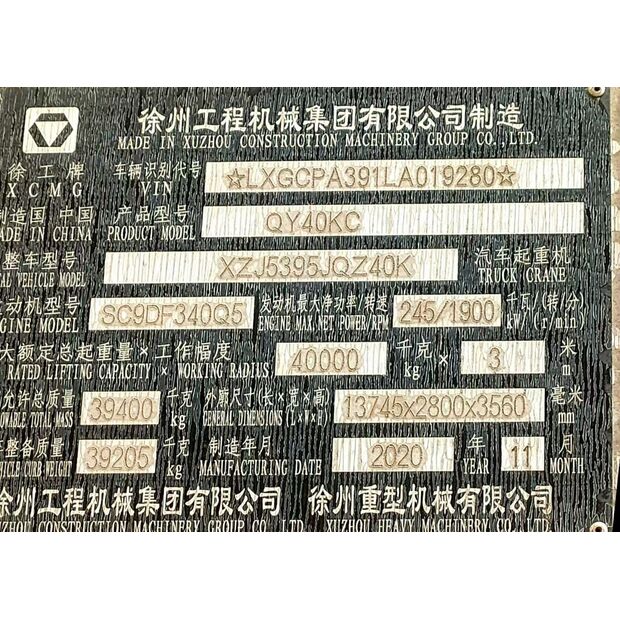 徐州工程机械集团有限公司制造
MADE IN XUZHOU CONSTRUCTION MACHINERY GROUP CO.,LTD.
徐工牌 车辆识别代号 ☆LXGCPA391LA019280☆
XCMG VIN
制造国 中国 产品型号 QY40KC
MADE IN CHINA PRODUCT MODEL
整车型号 XZJ5395JQZ40K 汽车起重机
VEHICLE MODEL TRUCK CRANE
动机型号 SC9DF340Q5 发动机最大净功率/转速 245/1900 千瓦/(转/分)
ENGINE MODEL ENGINE MAX.NET POWER/RPM kW/(r/min)
大额定总起重量×工作幅度 40000 千克 × 3 米
RATED LIFTING CAPACITY × WORKING RADIUS kg m
允许总质量 39400 千克 外廓尺寸(长×宽×高) 13745x2800x3560 毫米
TOTAL MASS kg GENERAL DIMENSIONS (L×W×H) mm
整备质量 39205 千克 制造年月 2020 年 11 月
VEHICLE CURB WEIGHT kg MANUFACTURING DATE YEAR MONTH
徐州工程机械集团有限公司 徐州重型机械有限公司
CONSTRUCTION MACHINERY GROUP CO., LTD. XUZHOU HEAVY MACHINERY CO., LTD